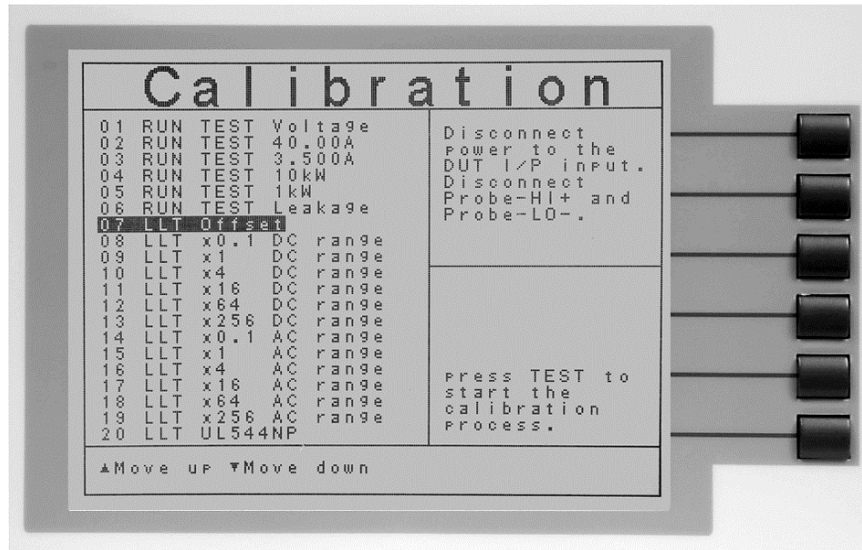 Calibration
01 RUN TEST Voltage
02 RUN TEST 40.00A
03 RUN TEST 3.500A
04 RUN TEST 10kW
05 RUN TEST 1kW
06 RUN TEST Leakage
07 LLT Offset
08 LLT x0.1 DC range
09 LLT x1 DC range
10 LLT x4 DC range
11 LLT x16 DC range
12 LLT x64 DC range
13 LLT x256 DC range
14 LLT x0.1 AC range
15 LLT x1 AC range
16 LLT x4 AC range
17 LLT x16 AC range
18 LLT x64 AC range
19 LLT x256 AC range
20 LLT UL544NP
Disconnect
power to the
DUT I/P input.
Disconnect
Probe-HI+ and
Probe-LO-.
Press TEST to
start the
calibration
process.
▲Move up ▼Move down